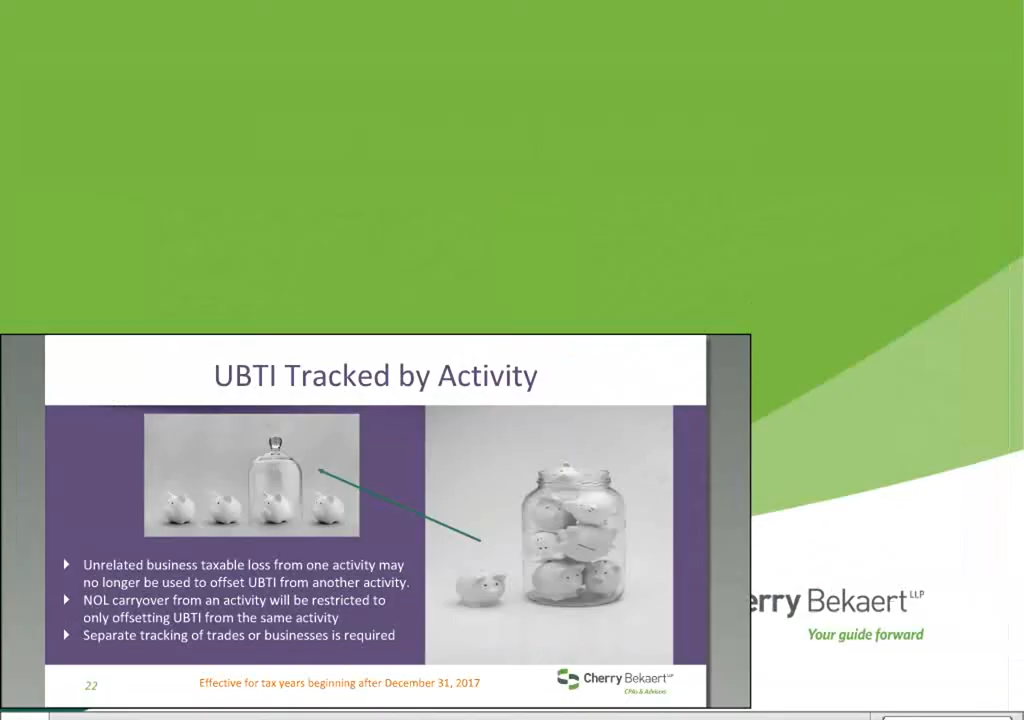 UBTI Tracked by Activity
Unrelated business taxable loss from one activity may
no longer be used to offset UBTI from another activity.
NOL carryover from an activity will be restricted to
only offsetting UBTI from the same activity
Separate tracking of trades or businesses is required
22
Effective for tax years beginning after December 31, 2017
Cherry Bekaert LLP
CPAs & Advisors
erry Bekaert LLP
Your guide forward